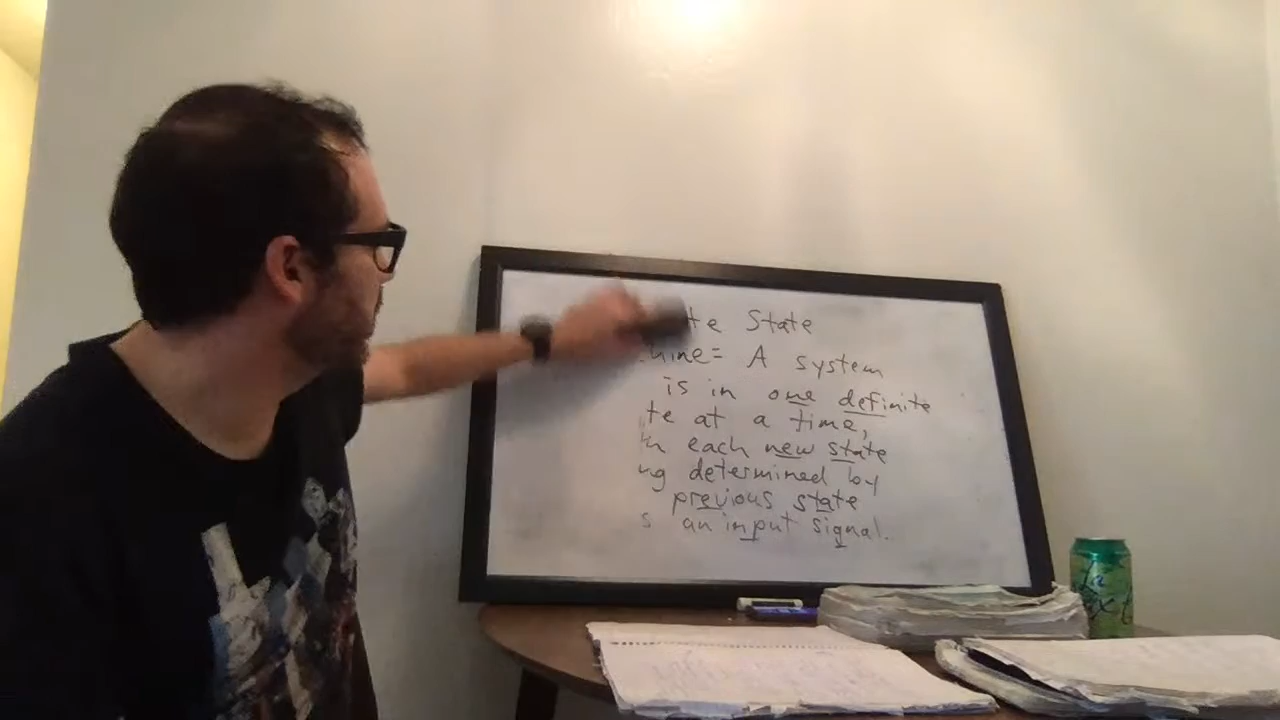 te State
hine= A system
is in one definite
te at a time,
each new state
ng determined by
previous state
s an input signal.
La